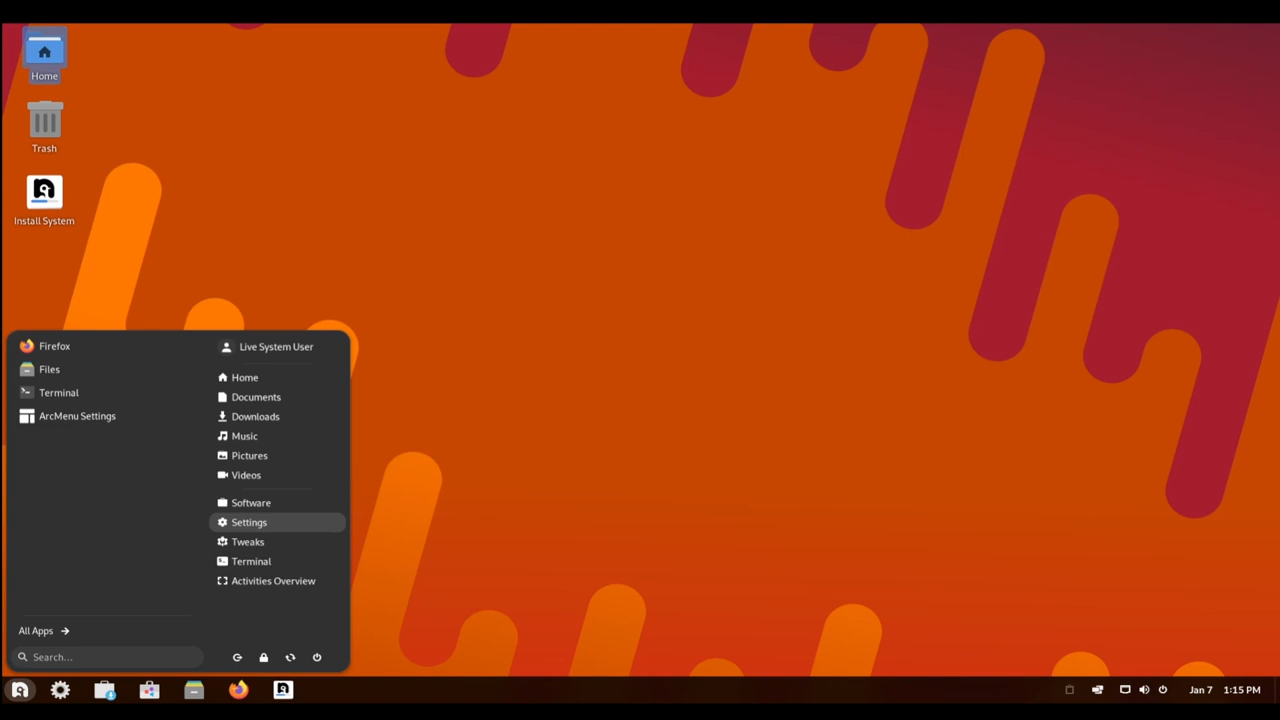 Home
Trash
Install System
Firefox
Files
Terminal
ArcMenu Settings
All Apps
Search...
Live System User
Home
Documents
Downloads
Music
Pictures
Videos
Software
Settings
Tweaks
Terminal
Activities Overview
Jan 7 1:15 PM